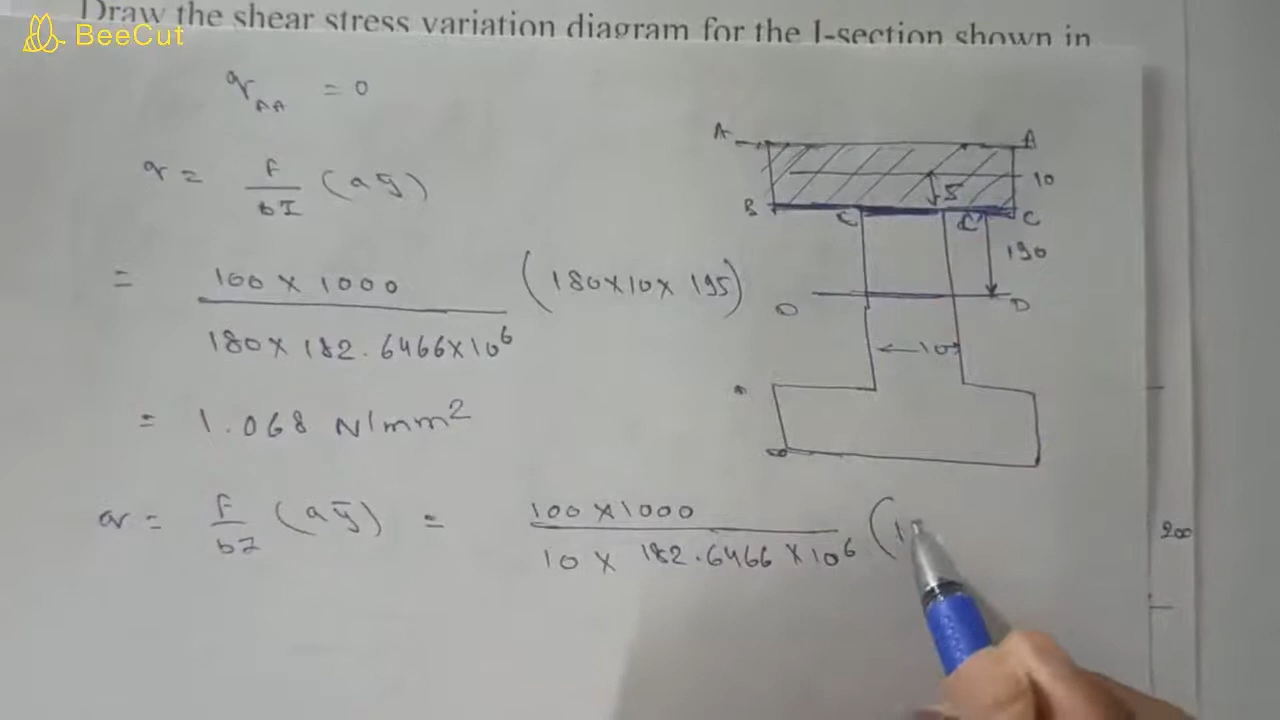 Draw the shear stress variation diagram for the I-section shown in
BeeCut
q_AA = 0
q = F/bI (a ȳ)
= 100 × 1000 / 180 × 182.6466 × 10^6 (180×10× 195)
= 1.068 N/mm²
q = F/bI (a ȳ) = 100 × 1000 / 10 × 182.6466 × 10^6 (1
A A
10
5
B C C' C
190
D D
10
200